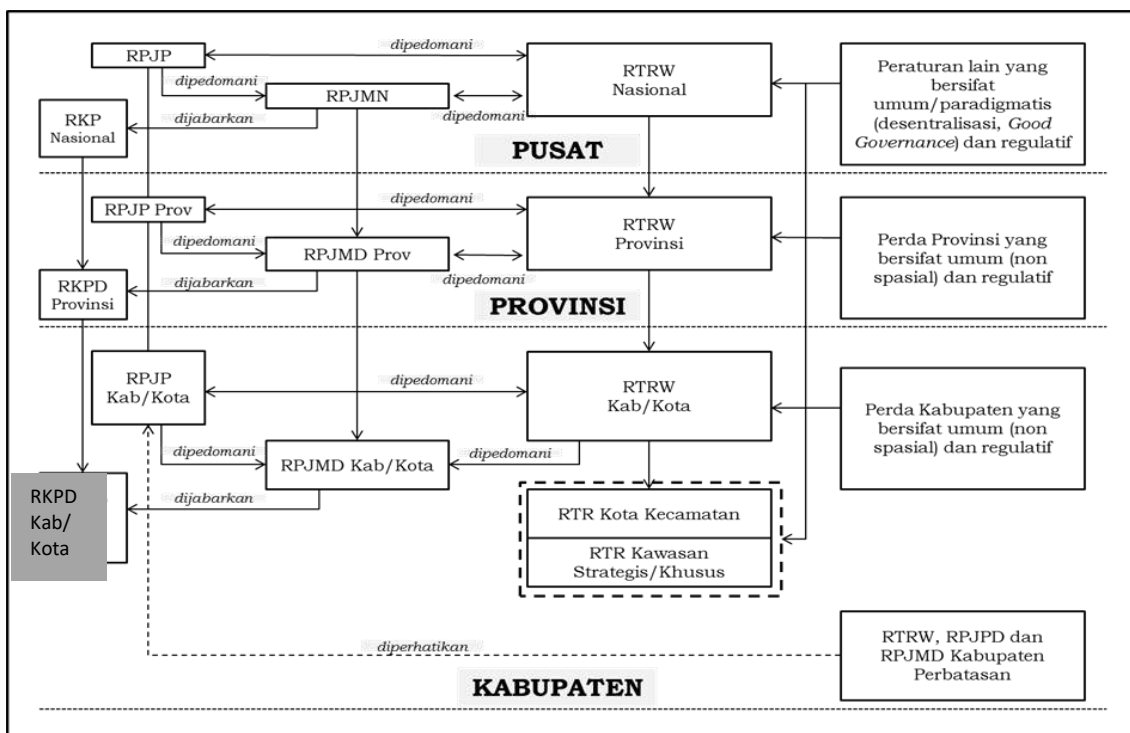 RPJP
dipedomani
RTRW
Nasional
Peraturan lain yang
bersifat
umum/paradigmatis
(desentralisasi, Good
Governance) dan regulatif
dipedomani
RPJMN
dipedomani
RKP
Nasional
dijabarkan
PUSAT
RPJP Prov
dipedomani
RTRW
Provinsi
Perda Provinsi yang
bersifat umum (non
spasial) dan regulatif
dipedomani
RPJMD Prov
dipedomani
RKPD
Provinsi
dijabarkan
PROVINSI
RPJP
Kab/Kota
dipedomani
RTRW
Kab/Kota
Perda Kabupaten yang
bersifat umum (non
spasial) dan regulatif
dipedomani
RPJMD Kab/Kota
dipedomani
RKPD
Kab/
Kota
dijabarkan
RTR Kota Kecamatan
RTR Kawasan
Strategis/Khusus
diperhatikan
RTRW, RPJPD dan
RPJMD Kabupaten
Perbatasan
KABUPATEN